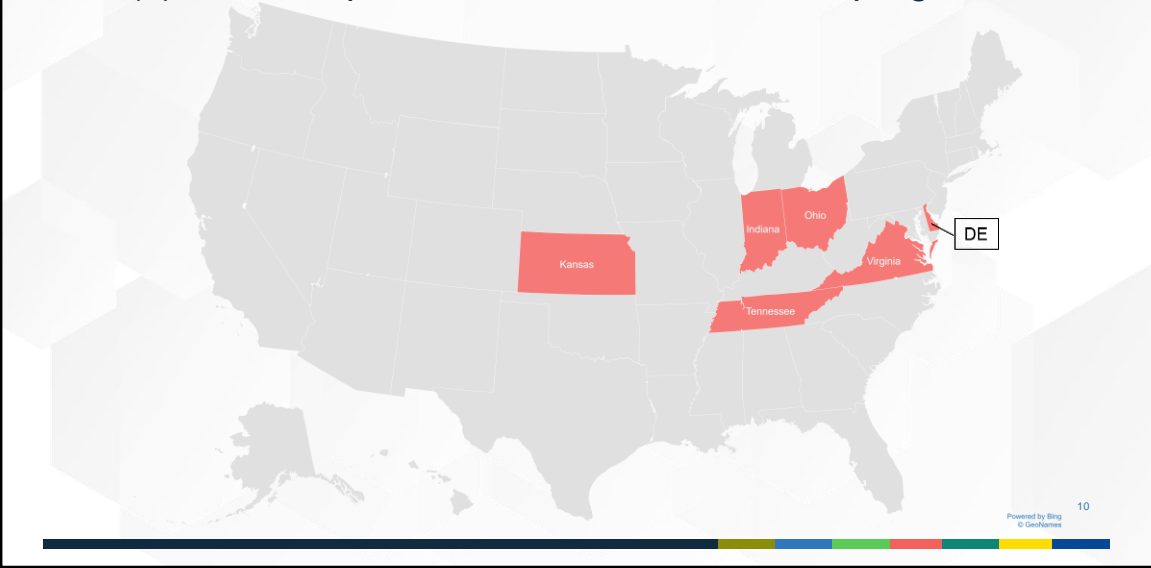 Ohio
Indiana
DE
Kansas
Virginia
Tennessee
10
Powered by Bing
© GeoNames